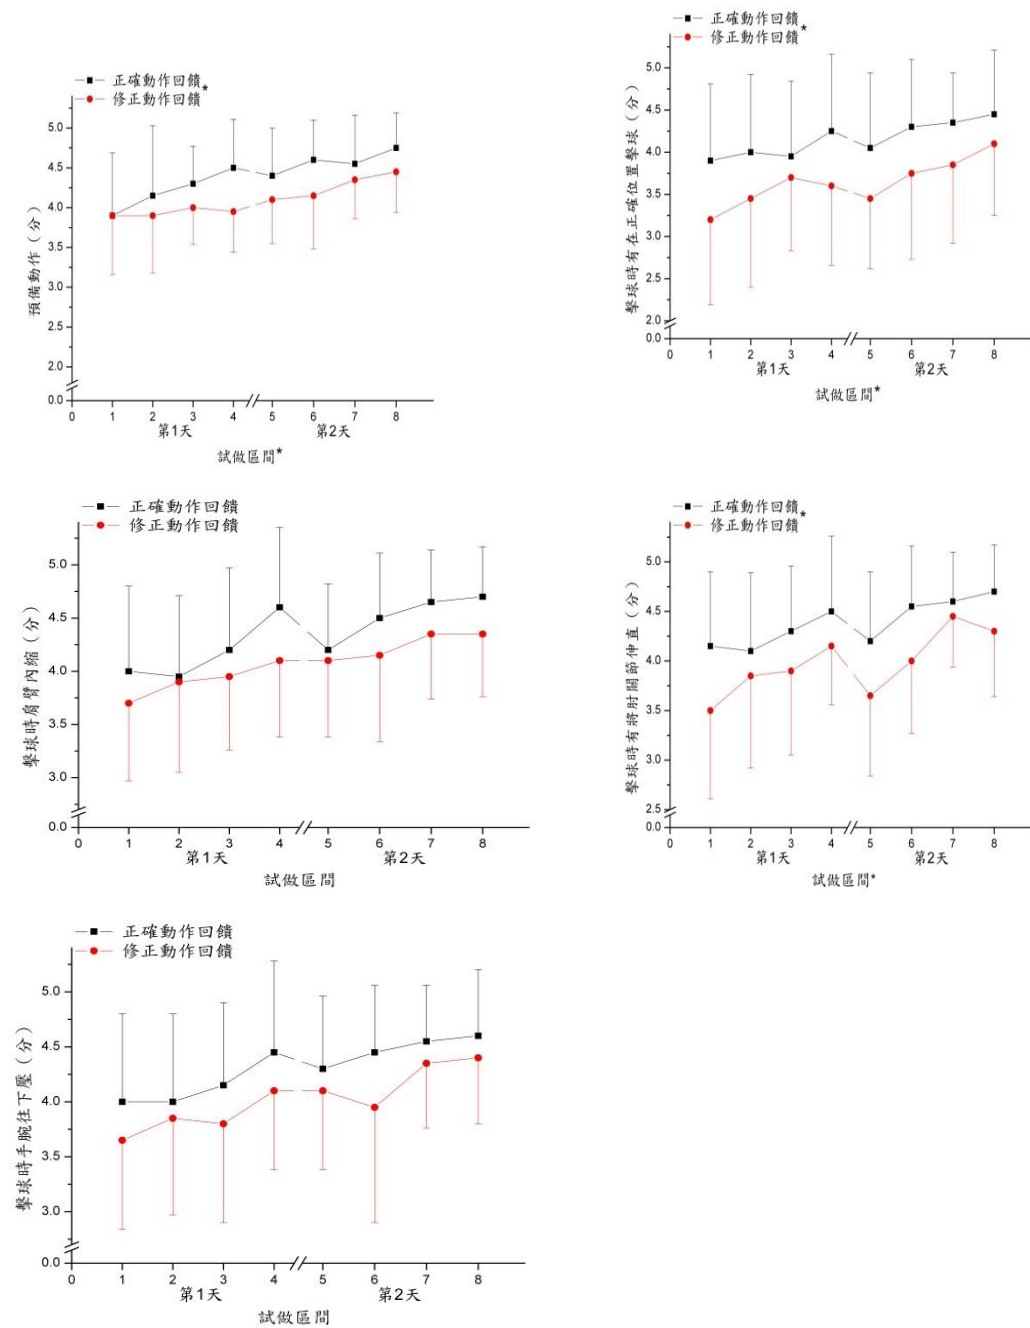 正確動作回饋
修正動作回饋*
預備動作（分）
5.0
4.5
4.0
3.5
3.0
2.5
2.0
0.0
0 1 2 3 4 5 6 7 8
第1天 第2天
試做區間*
正確動作回饋
修正動作回饋*
擊球時有在正確位置擊球（分）
5.0
4.5
4.0
3.5
3.0
2.5
2.0
0.0
0 1 2 3 4 5 6 7 8
第1天 第2天
試做區間*
正確動作回饋
修正動作回饋
擊球時肩臂內縮（分）
5.0
4.5
4.0
3.5
3.0
0.0
0 1 2 3 4 5 6 7 8
第1天 第2天
試做區間
正確動作回饋
修正動作回饋*
擊球時有將肘關節伸直（分）
5.0
4.5
4.0
3.5
3.0
2.5
0.0
0 1 2 3 4 5 6 7 8
第1天 第2天
試做區間*
正確動作回饋
修正動作回饋
擊球時手腕往下壓（分）
5.0
4.5
4.0
3.5
3.0
0.0
0 1 2 3 4 5 6 7 8
第1天 第2天
試做區間